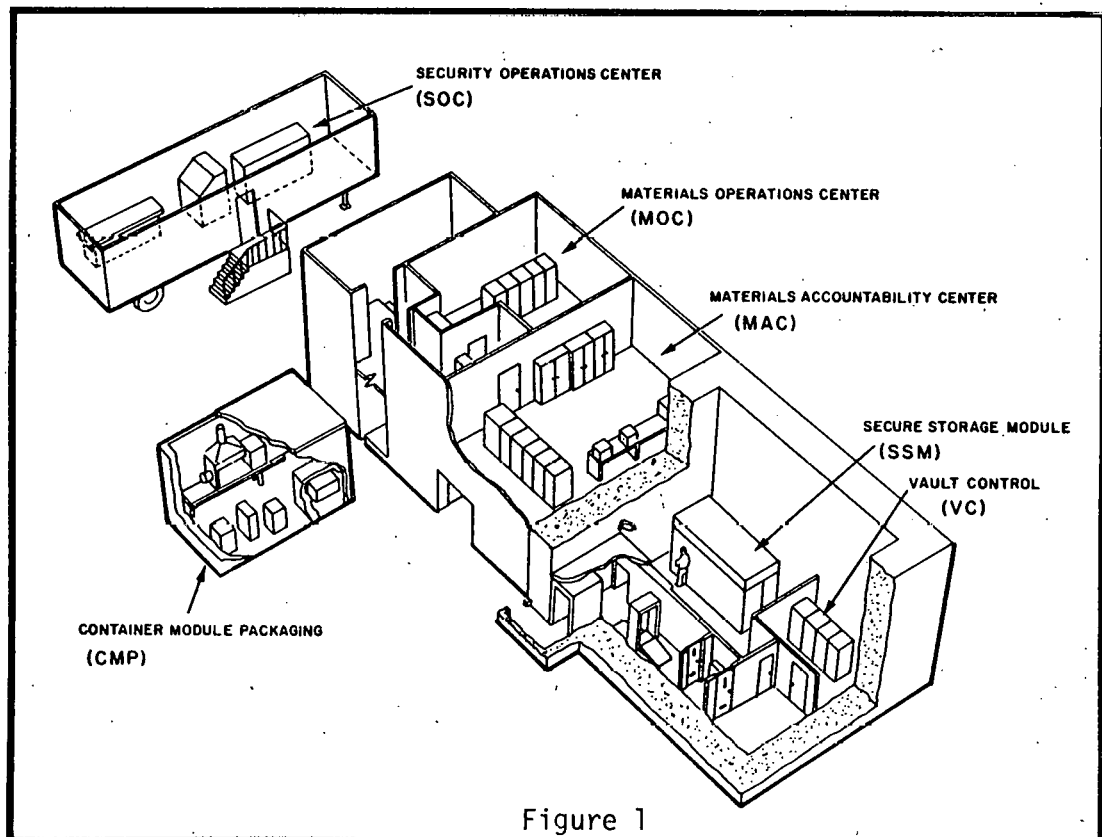 SECURITY OPERATIONS CENTER
(SOC)
MATERIALS OPERATIONS CENTER
(MOC)
MATERIALS ACCOUNTABILITY CENTER
(MAC)
SECURE STORAGE MODULE
(SSM)
VAULT CONTROL
(VC)
CONTAINER MODULE PACKAGING
(CMP)
Figure 1